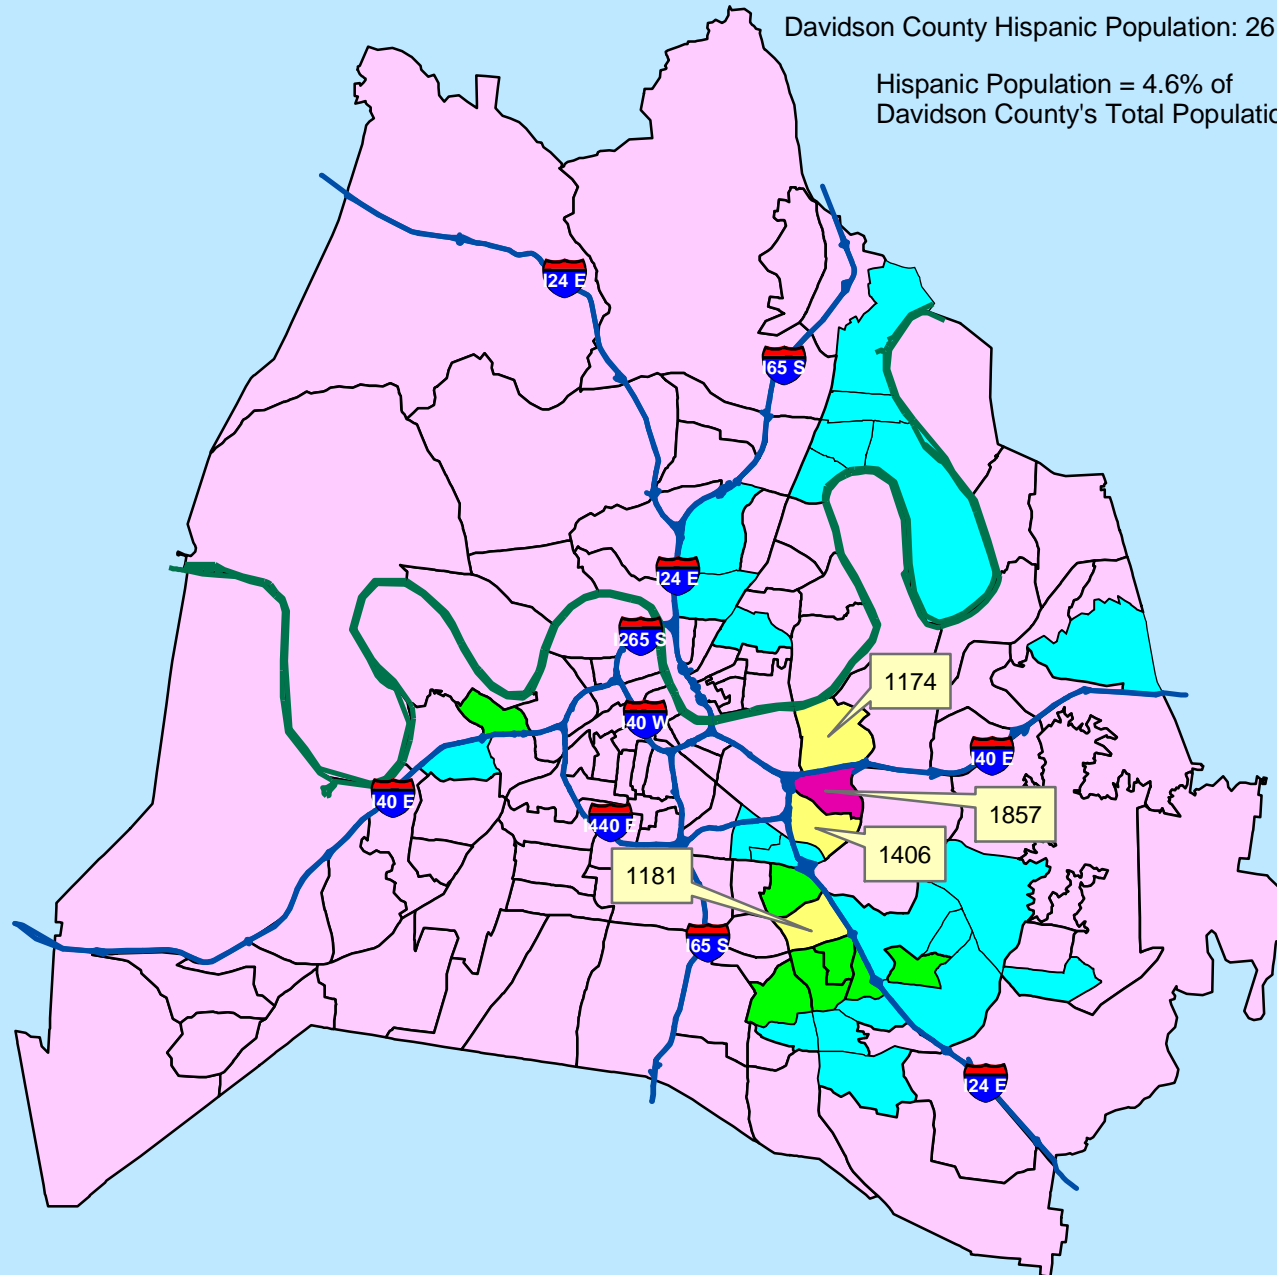 Davidson County Hispanic Population: 26
Hispanic Population = 4.6% of
Davidson County's Total Populatio
I24 E
I65 S
I24 E
I265 S
1174
I40 W
I40 E
I40 E
1857
I440 E
1406
1181
I65 S
I24 E